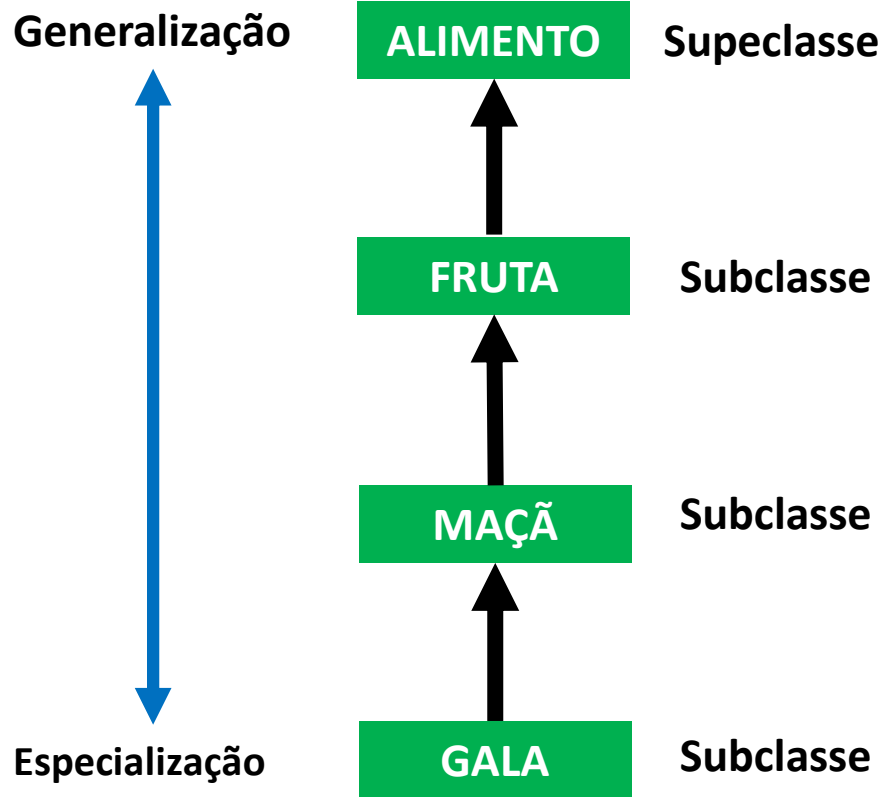 Generalização
ALIMENTO
Supeclasse
FRUTA
Subclasse
MAÇÃ
Subclasse
Especialização
GALA
Subclasse